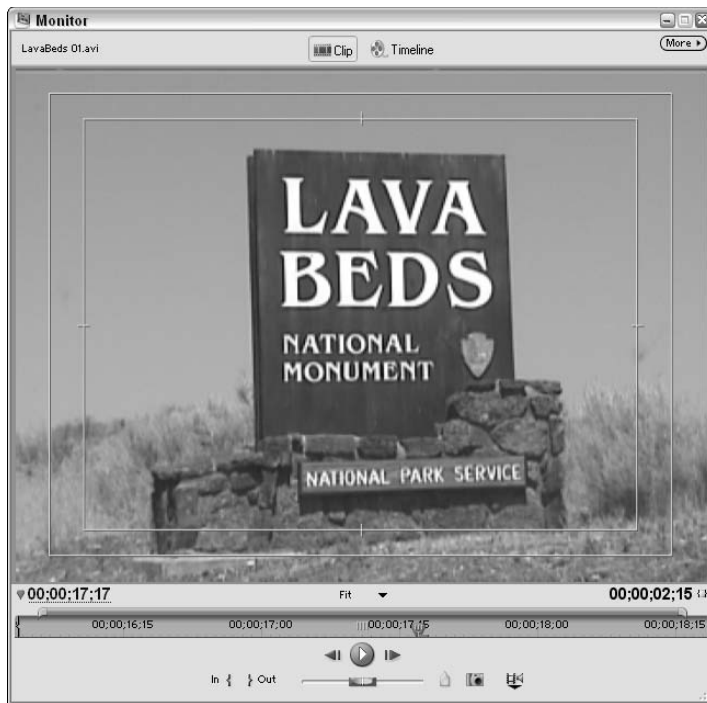 Monitor
LavaBeds 01.avi
Clip
Timeline
More
LAVA
BEDS
NATIONAL
MONUMENT
NATIONAL PARK SERVICE
00;00;17;17
Fit
00;00;02;15
00;00;16;15
00;00;17;00
00;00;17;15
00;00;18;00
00;00;18;15
In { } Out